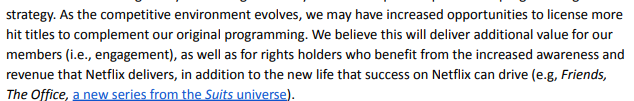 strategy. As the competitive environment evolves, we may have increased opportunities to license more
hit titles to complement our original programming. We believe this will deliver additional value for our
members (i.e., engagement), as well as for rights holders who benefit from the increased awareness and
revenue that Netflix delivers, in addition to the new life that success on Netflix can drive (e.g, Friends,
The Office, a new series from the Suits universe).